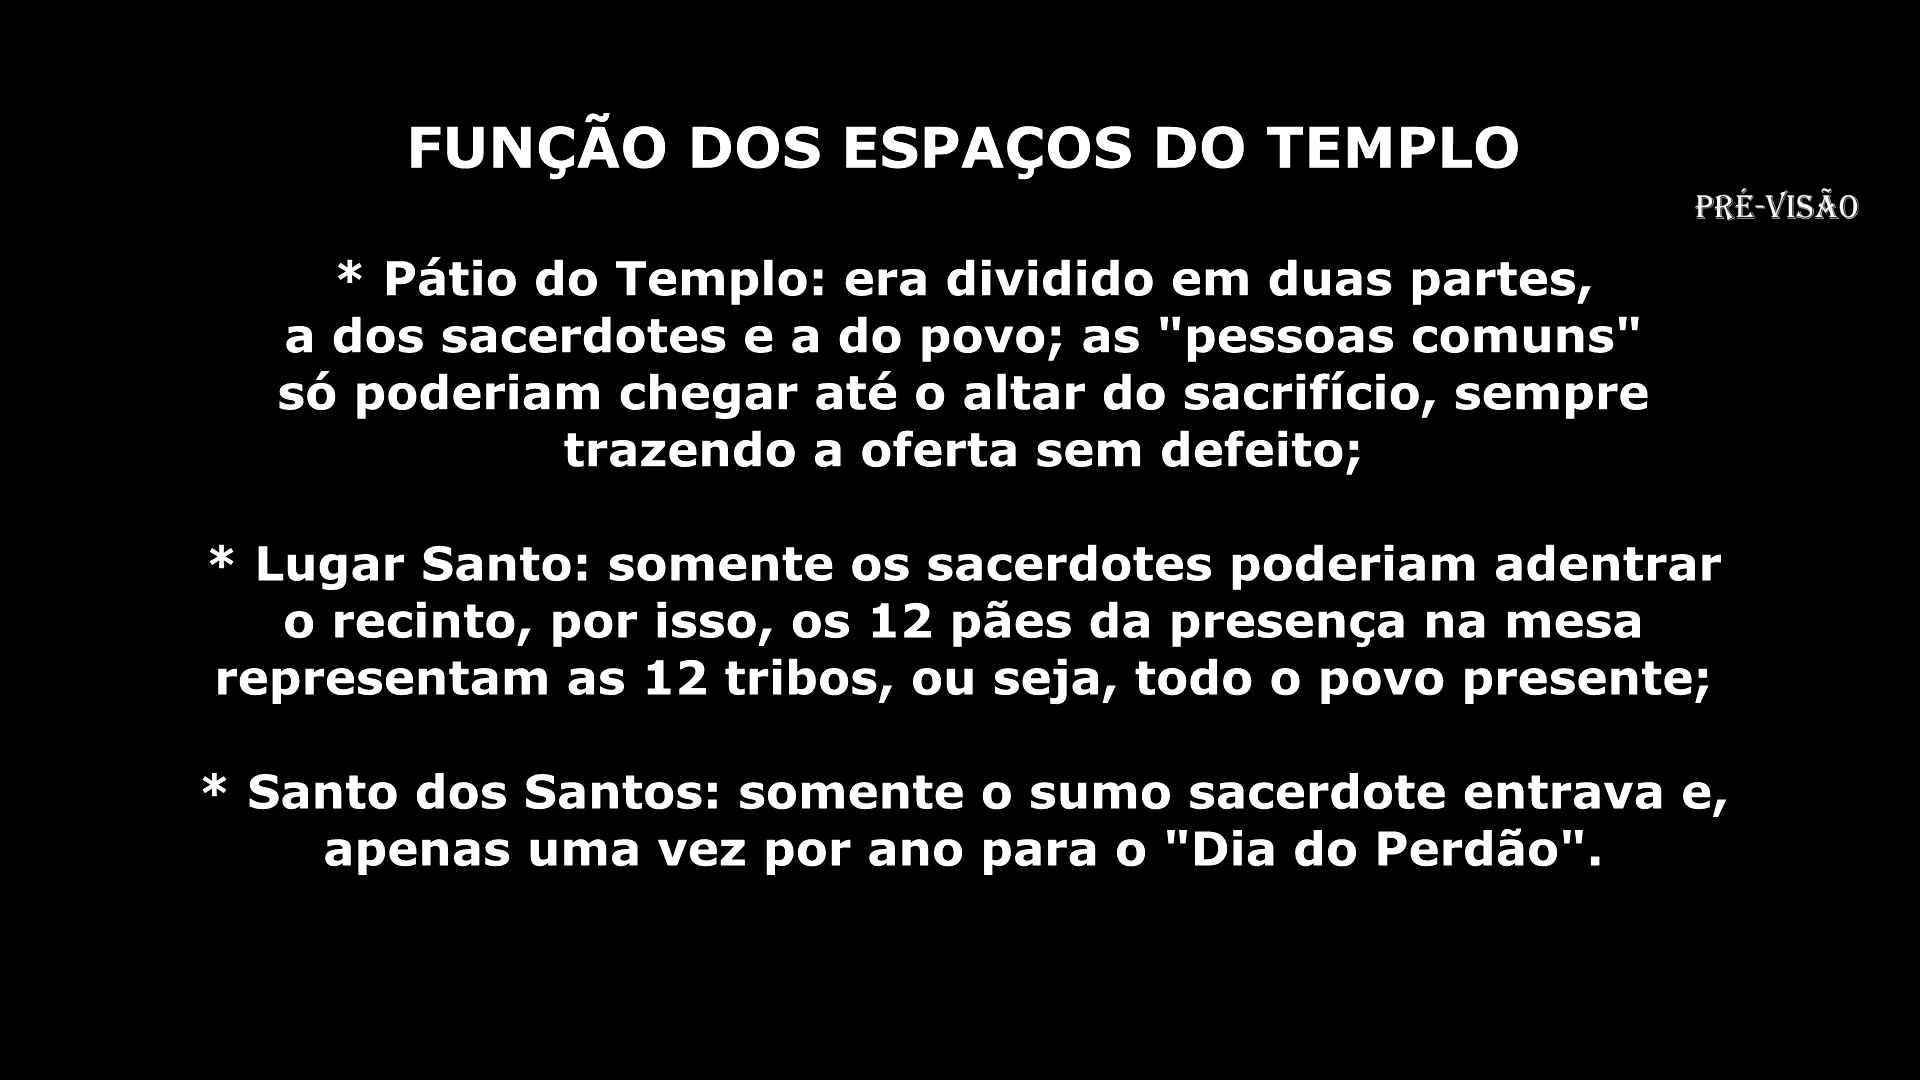 FUNÇÃO DOS ESPAÇOS DO TEMPLO
PRÉ-VISÃO
* Pátio do Templo: era dividido em duas partes,
a dos sacerdotes e a do povo; as "pessoas comuns"
só poderiam chegar até o altar do sacrifício, sempre
trazendo a oferta sem defeito;
* Lugar Santo: somente os sacerdotes poderiam adentrar
o recinto, por isso, os 12 pães da presença na mesa
representam as 12 tribos, ou seja, todo o povo presente;
* Santo dos Santos: somente o sumo sacerdote entrava e,
apenas uma vez por ano para o "Dia do Perdão".